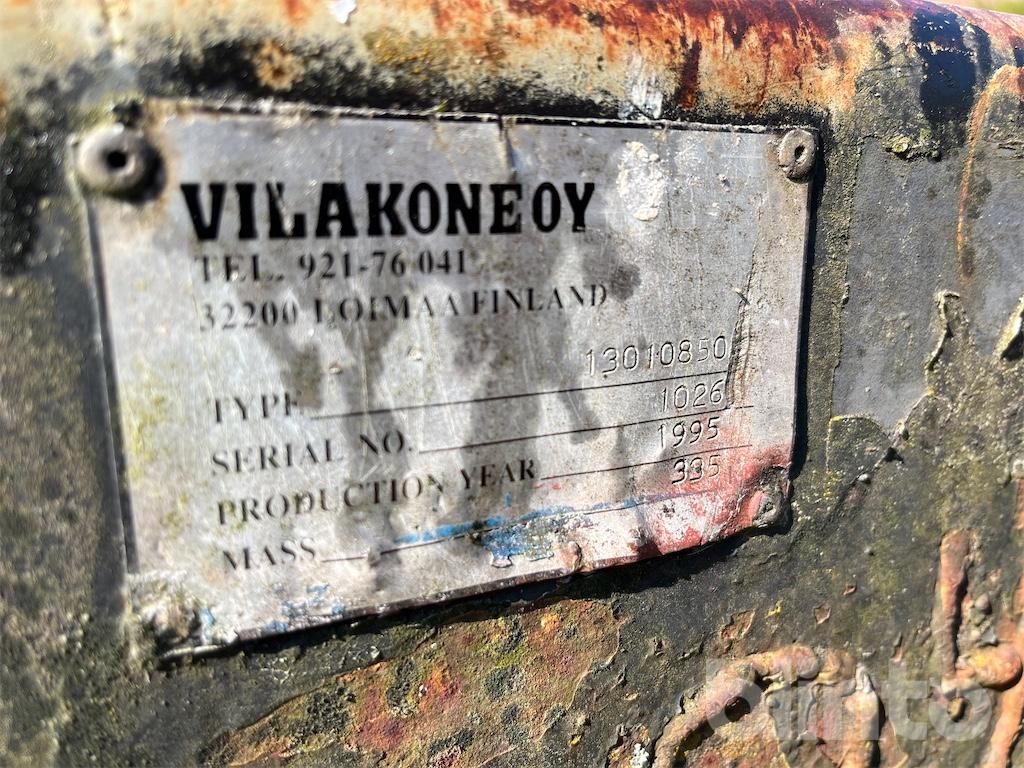 VILAKONE OY
TEL. 921-76 041
32200 LOIMAA FINLAND
TYPE 13010850
SERIAL NO. 1026
PRODUCTION YEAR 1995
MASS 335
blinto